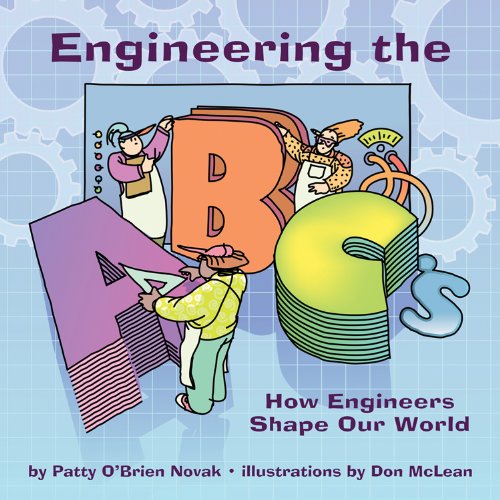 Engineering the
ABC's
How Engineers
Shape Our World
by Patty O'Brien Novak • illustrations by Don McLean